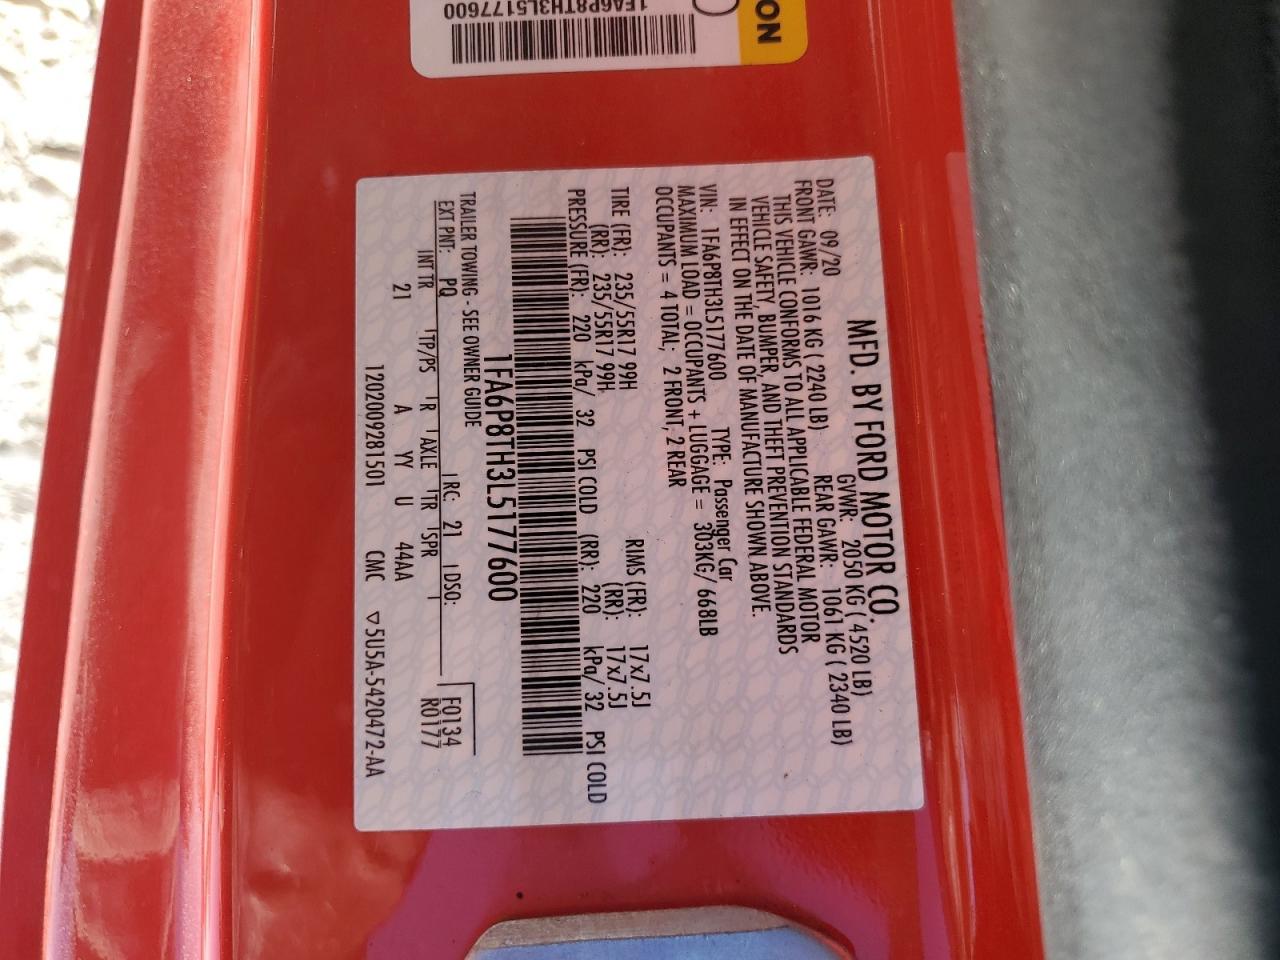 ON
1FA6P8TH3L5177600
MFD. BY FORD MOTOR CO.
DATE: 09/20 GVWR: 2050 KG ( 4520 LB)
FRONT GAWR: 1016 KG ( 2240 LB) REAR GAWR: 1061 KG ( 2340 LB)
THIS VEHICLE CONFORMS TO ALL APPLICABLE FEDERAL MOTOR
VEHICLE SAFETY, BUMPER, AND THEFT PREVENTION STANDARDS
IN EFFECT ON THE DATE OF MANUFACTURE SHOWN ABOVE.
VIN: 1FA6P8TH3L5177600 TYPE: Passenger Car
MAXIMUM LOAD = OCCUPANTS + LUGGAGE = 303KG/ 668LB
OCCUPANTS = 4 TOTAL; 2 FRONT, 2 REAR
TIRE (FR): 235/55R17 99H RIMS (FR): 17x7.5J
(RR): 235/55R17 99H (RR): 17x7.5J
PRESSURE (FR): 220 kPa/ 32 PSI COLD (RR): 220 kPa/ 32 PSI COLD
1FA6P8TH3L5177600
TRAILER TOWING - SEE OWNER GUIDE
EXT PNT: PQ RC: 21 DSO: F0134
INT TR TP/PS R AXLE TR SPR R0177
21 A YY U 44AA
120200928​1501 CMC ▽5U5A-5420472-AA